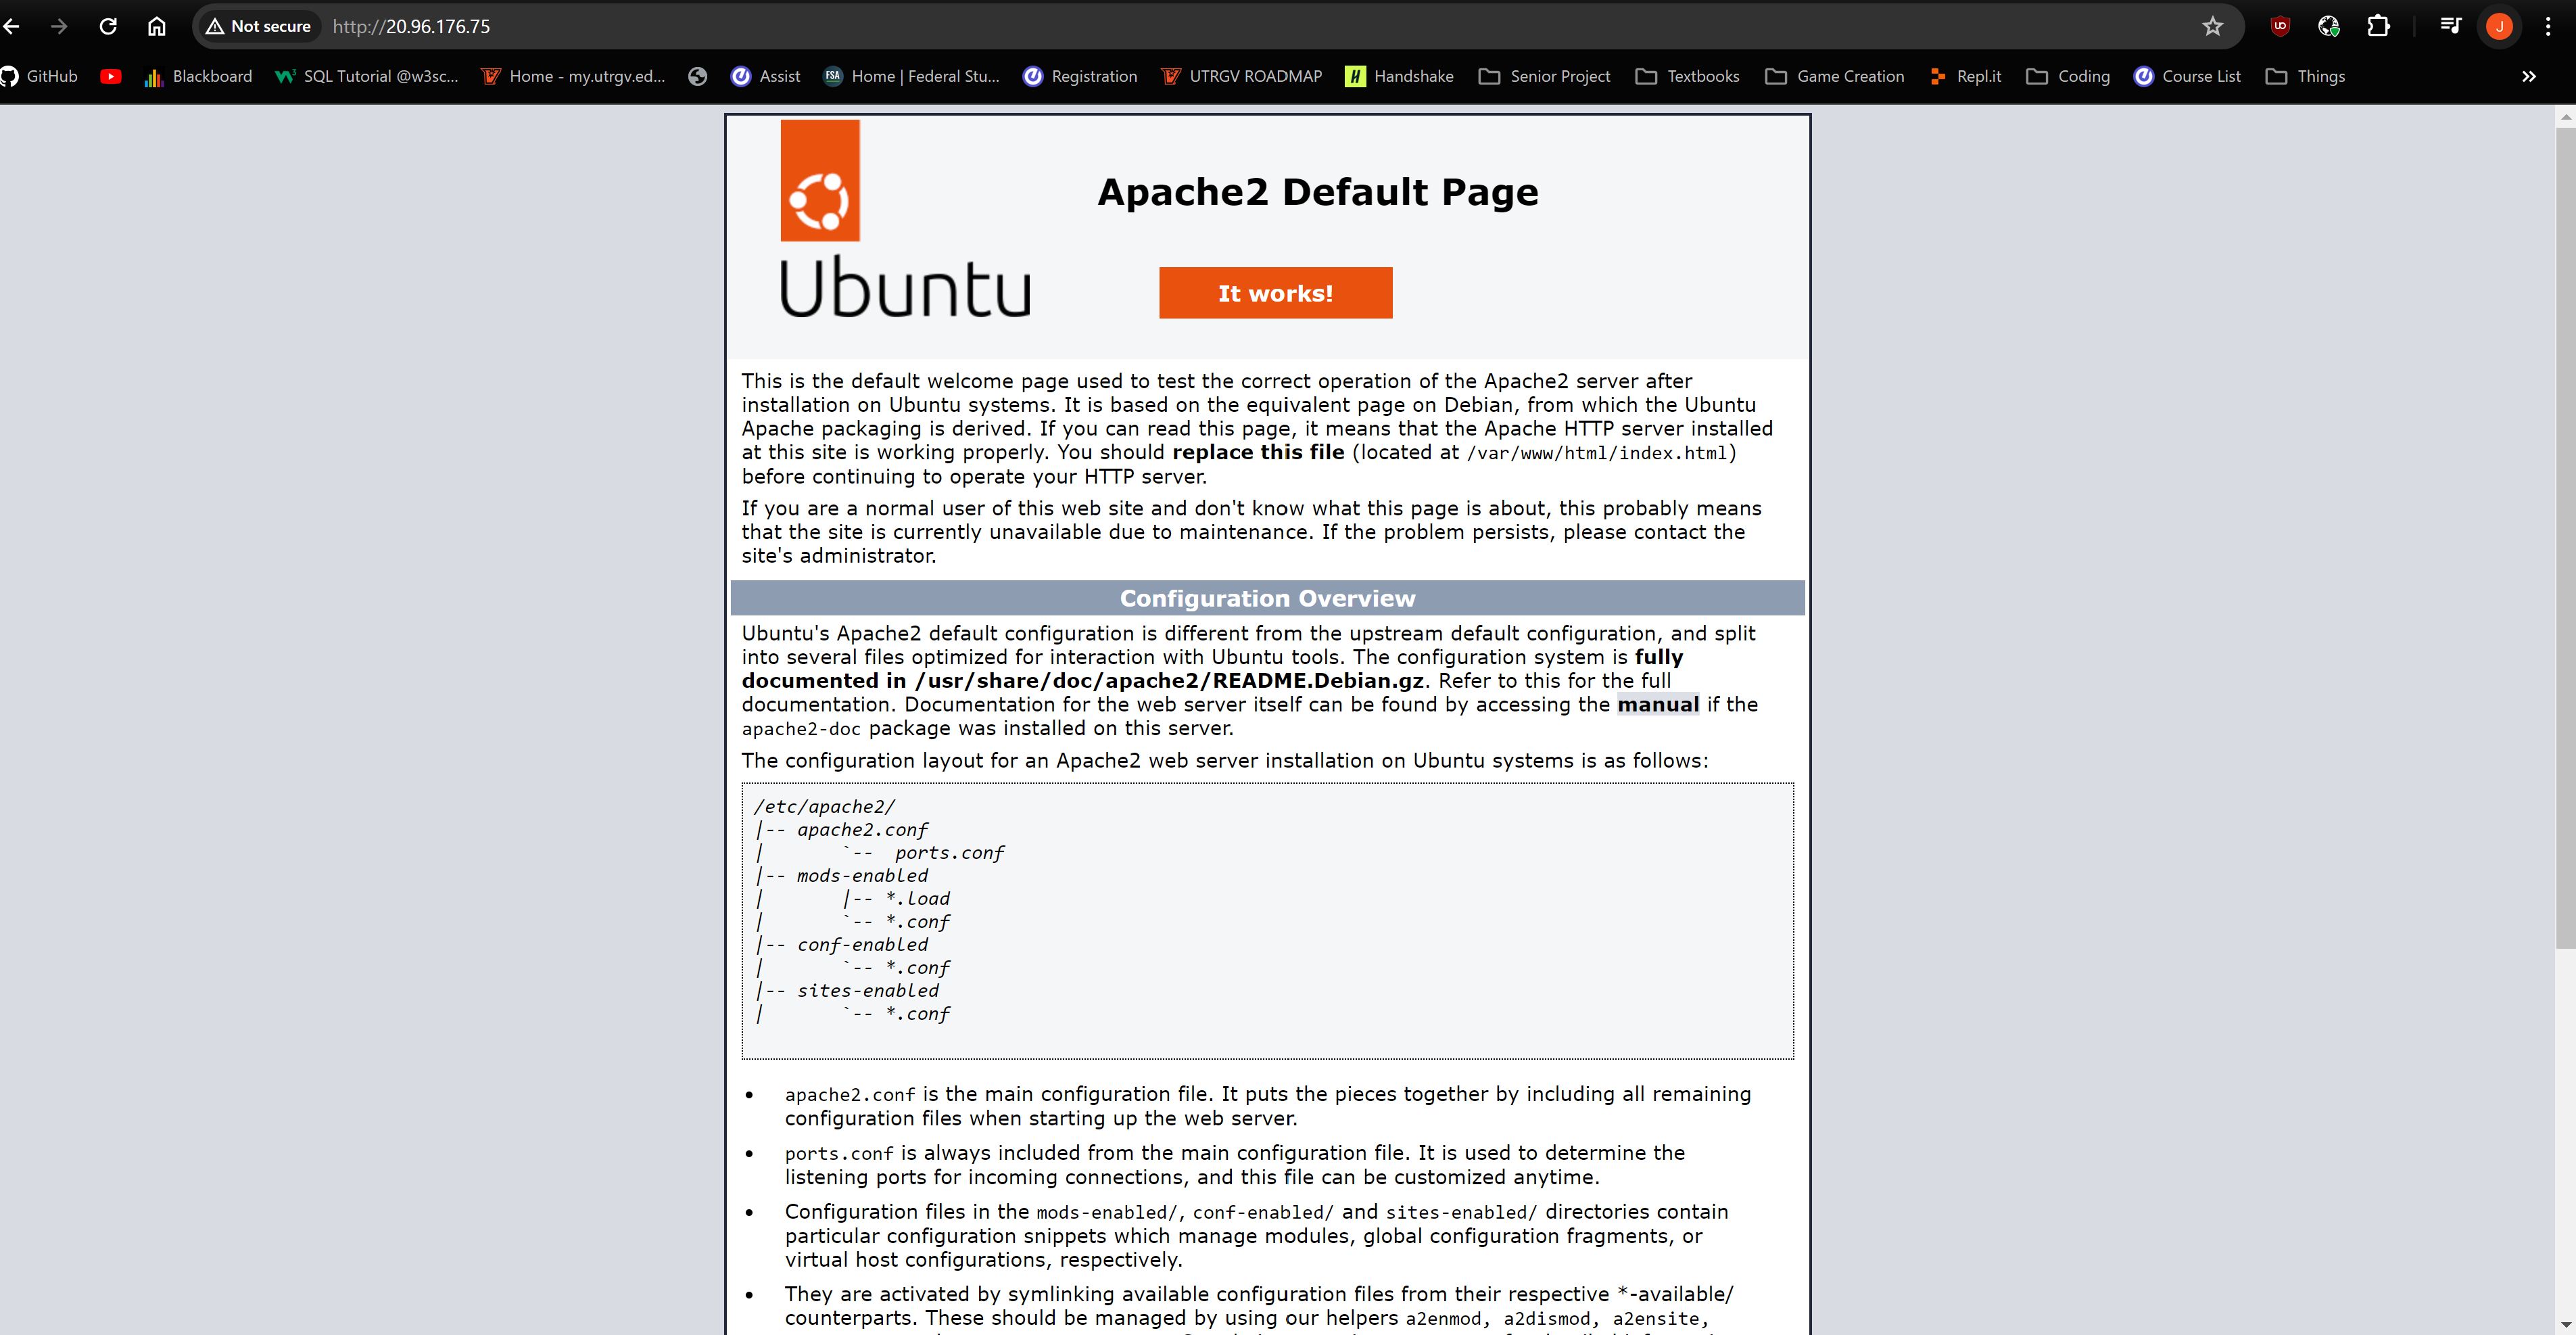 Not secure http://20.96.176.75 J
GitHub Blackboard SQL Tutorial @w3sc... Home - my.utrgv.ed... Assist FSA Home | Federal Stu... Registration UTRGV ROADMAP H Handshake Senior Project Textbooks Game Creation Repl.it Coding Course List Things »
Apache2 Default Page
Ubuntu
It works!
This is the default welcome page used to test the correct operation of the Apache2 server after
installation on Ubuntu systems. It is based on the equivalent page on Debian, from which the Ubuntu
Apache packaging is derived. If you can read this page, it means that the Apache HTTP server installed
at this site is working properly. You should replace this file (located at /var/www/html/index.html)
before continuing to operate your HTTP server.
If you are a normal user of this web site and don't know what this page is about, this probably means
that the site is currently unavailable due to maintenance. If the problem persists, please contact the
site's administrator.
Configuration Overview
Ubuntu's Apache2 default configuration is different from the upstream default configuration, and split
into several files optimized for interaction with Ubuntu tools. The configuration system is fully
documented in /usr/share/doc/apache2/README.Debian.gz. Refer to this for the full
documentation. Documentation for the web server itself can be found by accessing the manual if the
apache2-doc package was installed on this server.
The configuration layout for an Apache2 web server installation on Ubuntu systems is as follows:
/etc/apache2/
|-- apache2.conf
|       `--  ports.conf
|-- mods-enabled
|       |-- *.load
|       `-- *.conf
|-- conf-enabled
|       `-- *.conf
|-- sites-enabled
|       `-- *.conf
• apache2.conf is the main configuration file. It puts the pieces together by including all remaining
configuration files when starting up the web server.
• ports.conf is always included from the main configuration file. It is used to determine the
listening ports for incoming connections, and this file can be customized anytime.
• Configuration files in the mods-enabled/, conf-enabled/ and sites-enabled/ directories contain
particular configuration snippets which manage modules, global configuration fragments, or
virtual host configurations, respectively.
• They are activated by symlinking available configuration files from their respective *-available/
counterparts. These should be managed by using our helpers a2enmod, a2dismod, a2ensite,